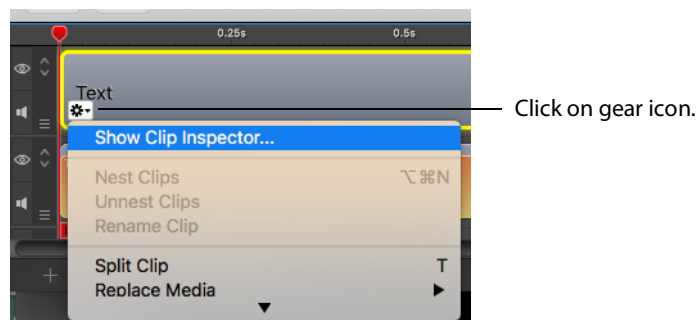 0.25s 0.5s
Text
Click on gear icon.
Show Clip Inspector...
Nest Clips ⌥⌘N
Unnest Clips
Rename Clip
Split Clip T
Replace Media